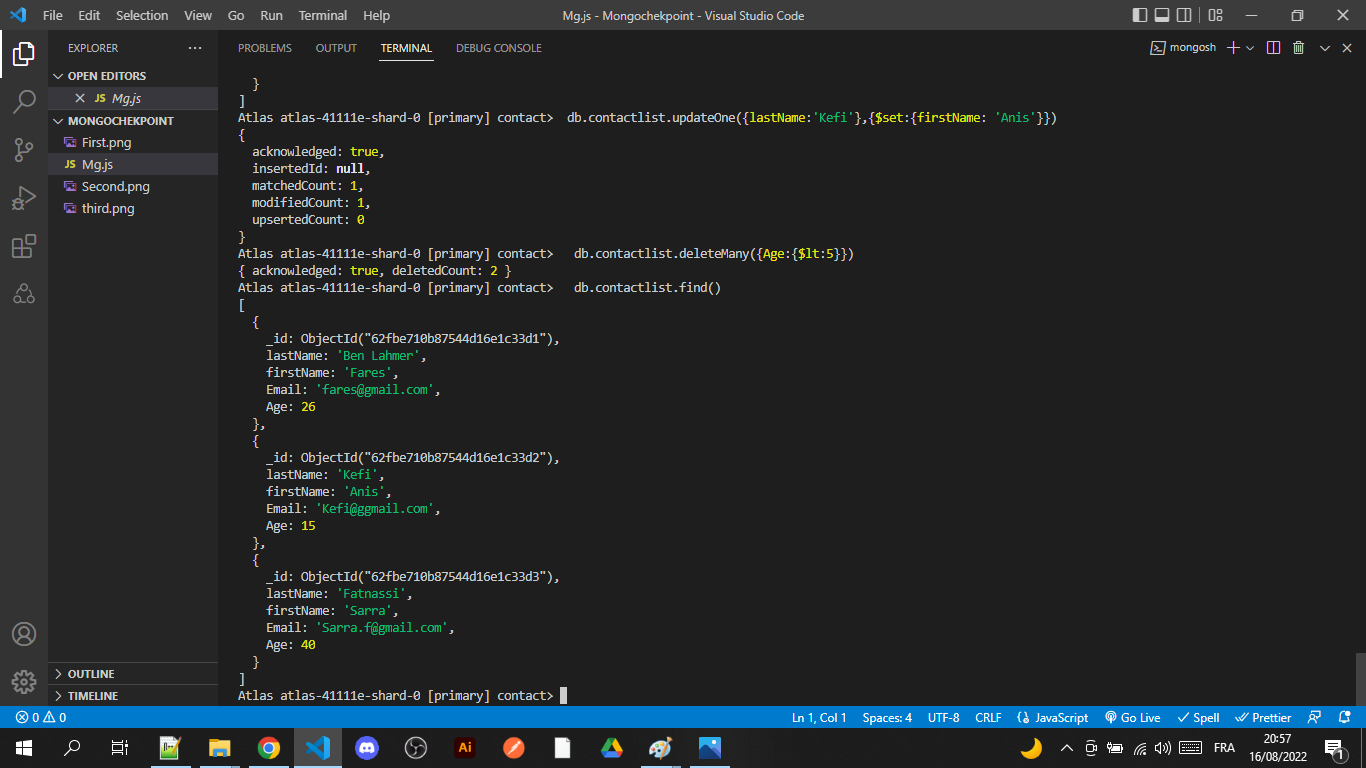 File Edit Selection View Go Run Terminal Help Mg.js - Mongochekpoint - Visual Studio Code
EXPLORER
OPEN EDITORS
JS Mg.js
MONGOCHEKPOINT
First.png
JS Mg.js
Second.png
third.png
OUTLINE
TIMELINE
PROBLEMS OUTPUT TERMINAL DEBUG CONSOLE mongosh
}
]
Atlas atlas-41111e-shard-0 [primary] contact> db.contactlist.updateOne({lastName:'Kefi'},{$set:{firstName: 'Anis'}})
{
acknowledged: true,
insertedId: null,
matchedCount: 1,
modifiedCount: 1,
upsertedCount: 0
}
Atlas atlas-41111e-shard-0 [primary] contact> db.contactlist.deleteMany({Age:{$lt:5}})
{ acknowledged: true, deletedCount: 2 }
Atlas atlas-41111e-shard-0 [primary] contact> db.contactlist.find()
[
{
_id: ObjectId("62fbe710b87544d16e1c33d1"),
lastName: 'Ben Lahmer',
firstName: 'Fares',
Email: 'fares@gmail.com',
Age: 26
},
{
_id: ObjectId("62fbe710b87544d16e1c33d2"),
lastName: 'Kefi',
firstName: 'Anis',
Email: 'Kefi@ggmail.com',
Age: 15
},
{
_id: ObjectId("62fbe710b87544d16e1c33d3"),
lastName: 'Fatnassi',
firstName: 'Sarra',
Email: 'Sarra.f@gmail.com',
Age: 40
}
]
Atlas atlas-41111e-shard-0 [primary] contact>
0 0 Ln 1, Col 1 Spaces: 4 UTF-8 CRLF JavaScript Go Live Spell Prettier
Ai FRA 20:57
16/08/2022 1